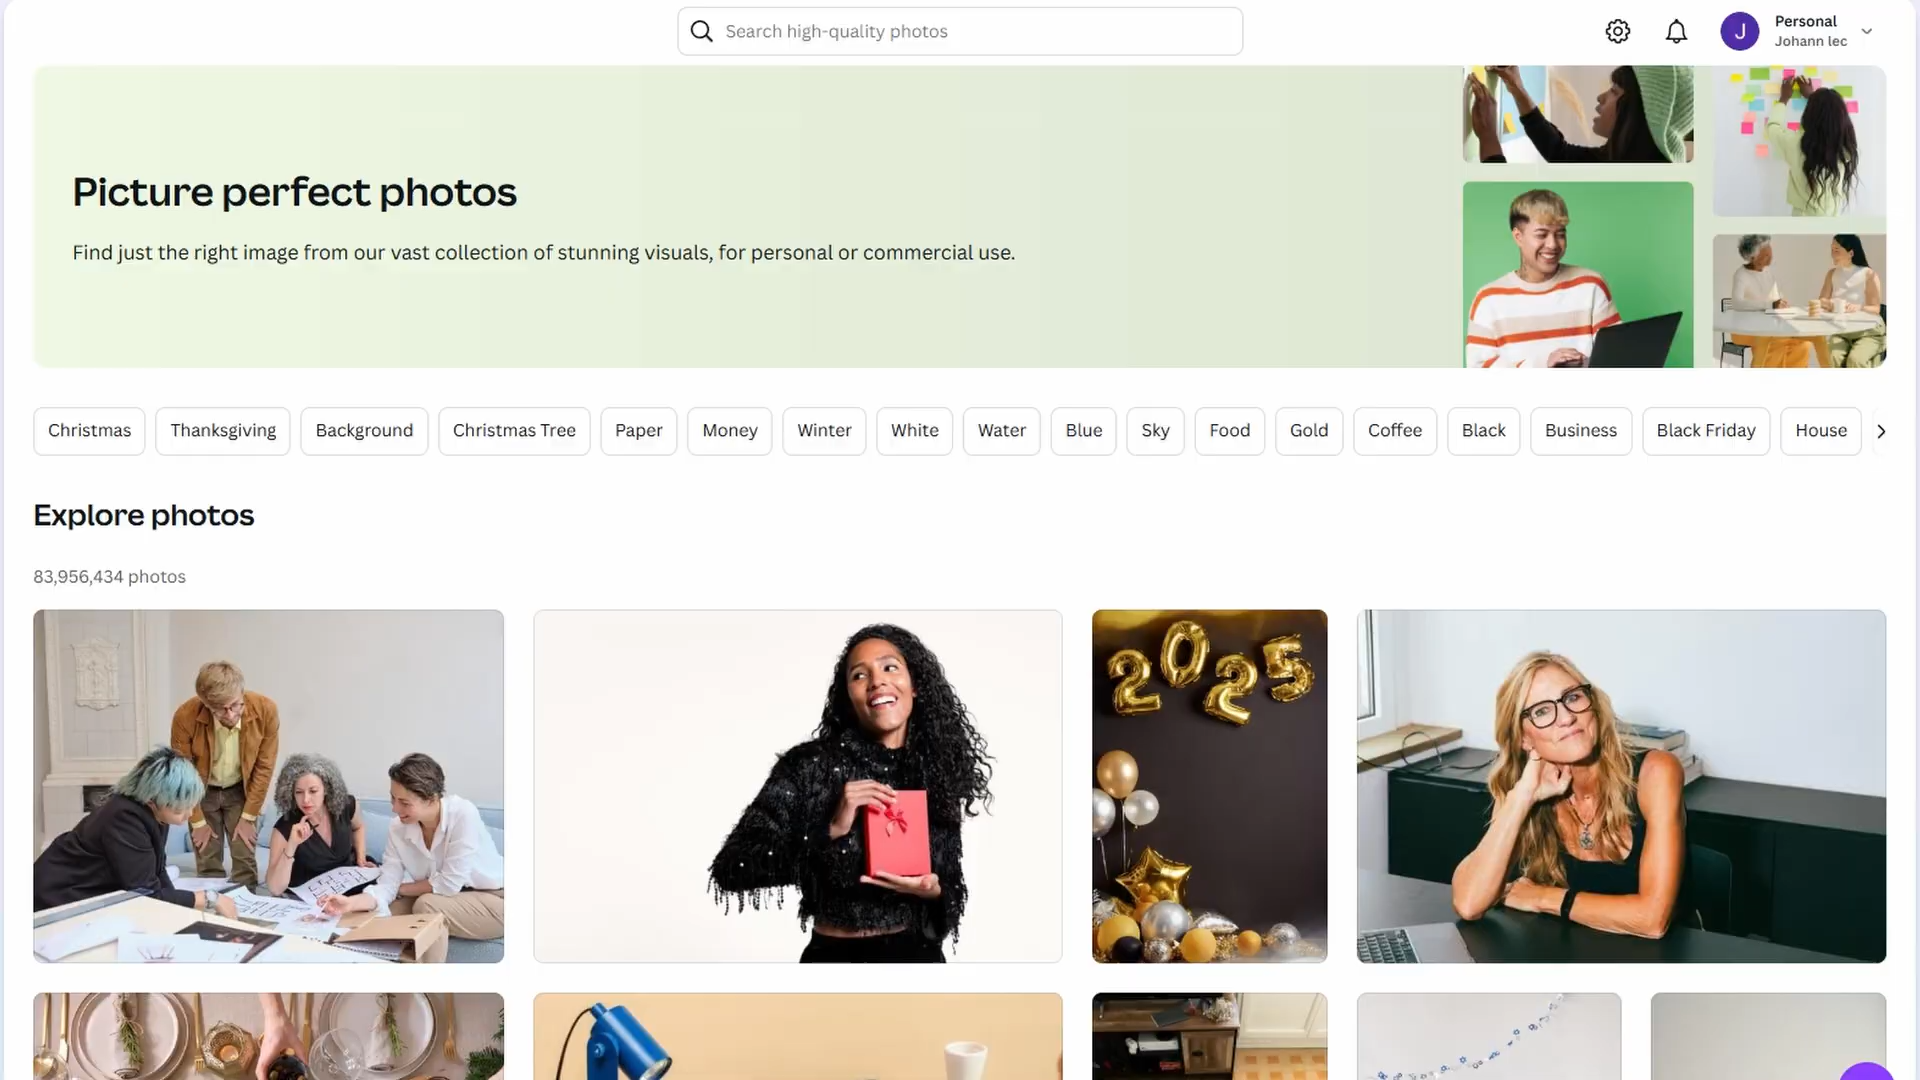 Search high-quality photos
J
Personal
Johann lec
Picture perfect photos
Find just the right image from our vast collection of stunning visuals, for personal or commercial use.
Christmas
Thanksgiving
Background
Christmas Tree
Paper
Money
Winter
White
Water
Blue
Sky
Food
Gold
Coffee
Black
Business
Black Friday
House
Explore photos
83,956,434 photos
2025